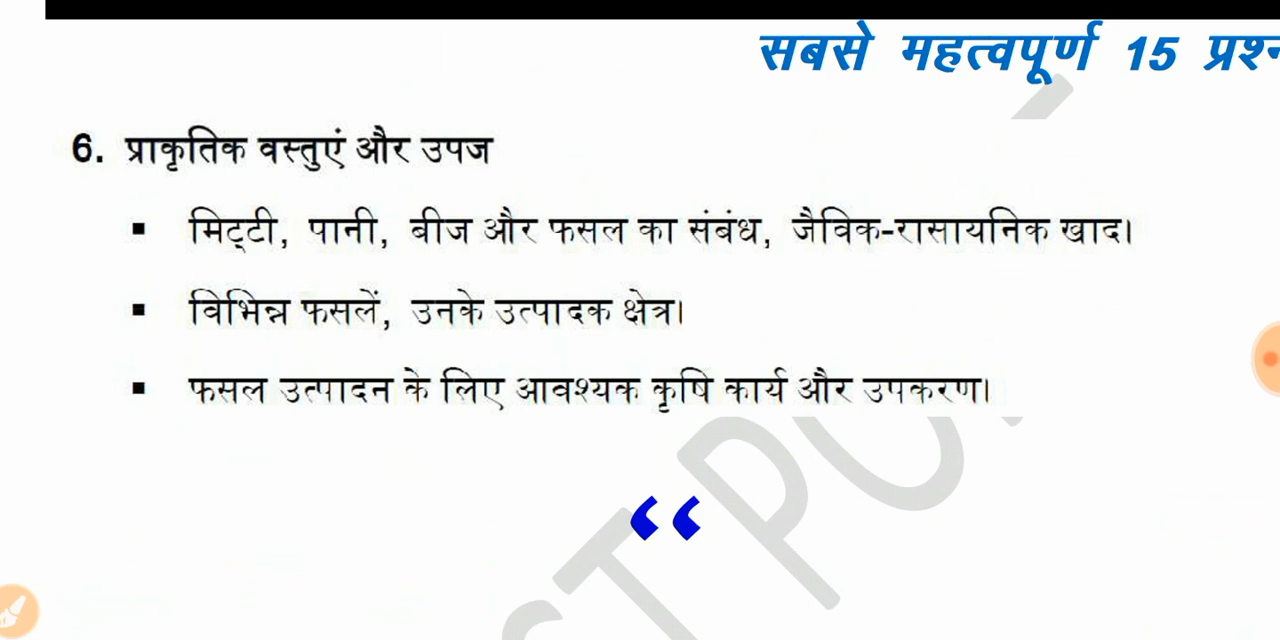 सबसे महत्वपूर्ण 15 प्रश्न
6. प्राकृतिक वस्तुएं और उपज
▪ मिट्टी, पानी, बीज और फसल का संबंध, जैविक-रासायनिक खाद।
▪ विभिन्न फसलें, उनके उत्पादक क्षेत्र।
▪ फसल उत्पादन के लिए आवश्यक कृषि कार्य और उपकरण।
“